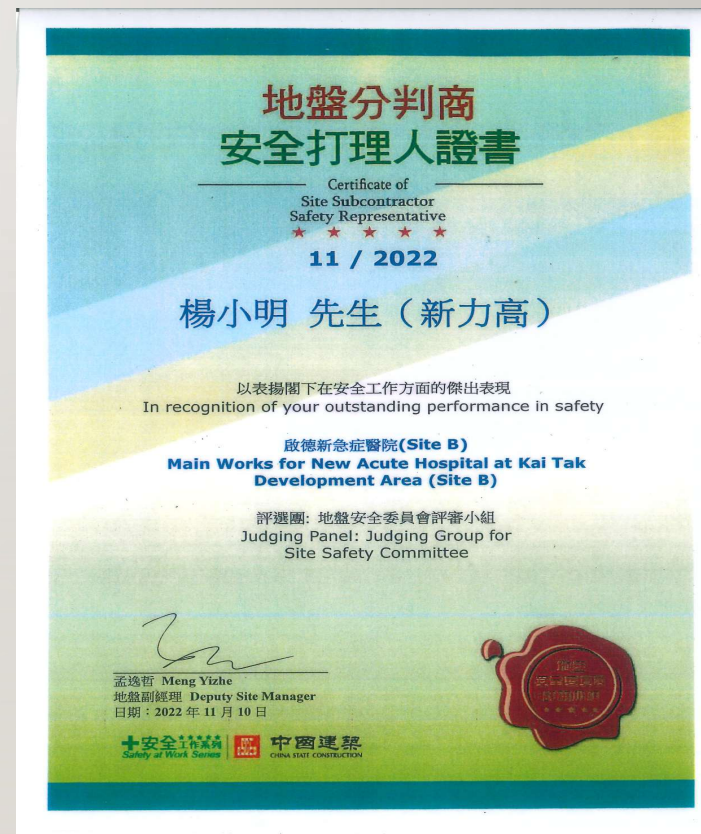 地盤分判商
安全打理人證書
Certificate of
Site Subcontractor
Safety Representative
★ ★ ★ ★ ★
11 / 2022
楊小明 先生（新力高）
以表揚閣下在安全工作方面的傑出表現
In recognition of your outstanding performance in safety
啟德新急症醫院(Site B)
Main Works for New Acute Hospital at Kai Tak
Development Area (Site B)
評選團: 地盤安全委員會評審小組
Judging Panel: Judging Group for
Site Safety Committee
孟逸哲 Meng Yizhe
地盤副經理 Deputy Site Manager
日期：2022 年 11 月 10 日
安全工作系列
Safety at Work Series
中國建築
CHINA STATE CONSTRUCTION